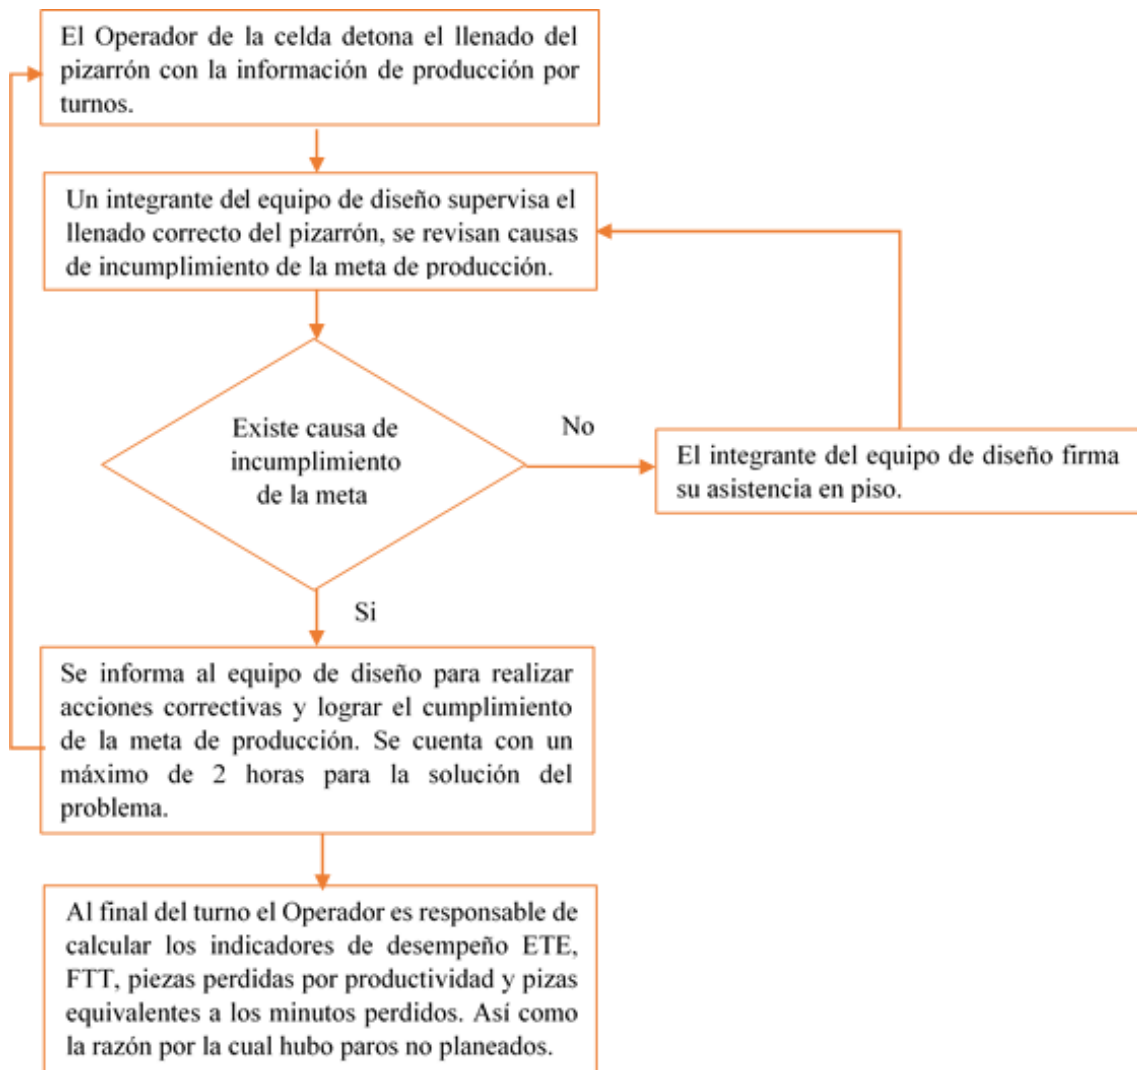 El Operador de la celda detona el llenado del
pizarrón con la información de producción por
turnos.
Un integrante del equipo de diseño supervisa el
llenado correcto del pizarrón, se revisan causas
de incumplimiento de la meta de producción.
Existe causa de
incumplimiento
de la meta
No
El integrante del equipo de diseño firma
su asistencia en piso.
Si
Se informa al equipo de diseño para realizar
acciones correctivas y lograr el cumplimiento
de la meta de producción. Se cuenta con un
máximo de 2 horas para la solución del
problema.
Al final del turno el Operador es responsable de
calcular los indicadores de desempeño ETE,
FTT, piezas perdidas por productividad y pizas
equivalentes a los minutos perdidos. Así como
la razón por la cual hubo paros no planeados.